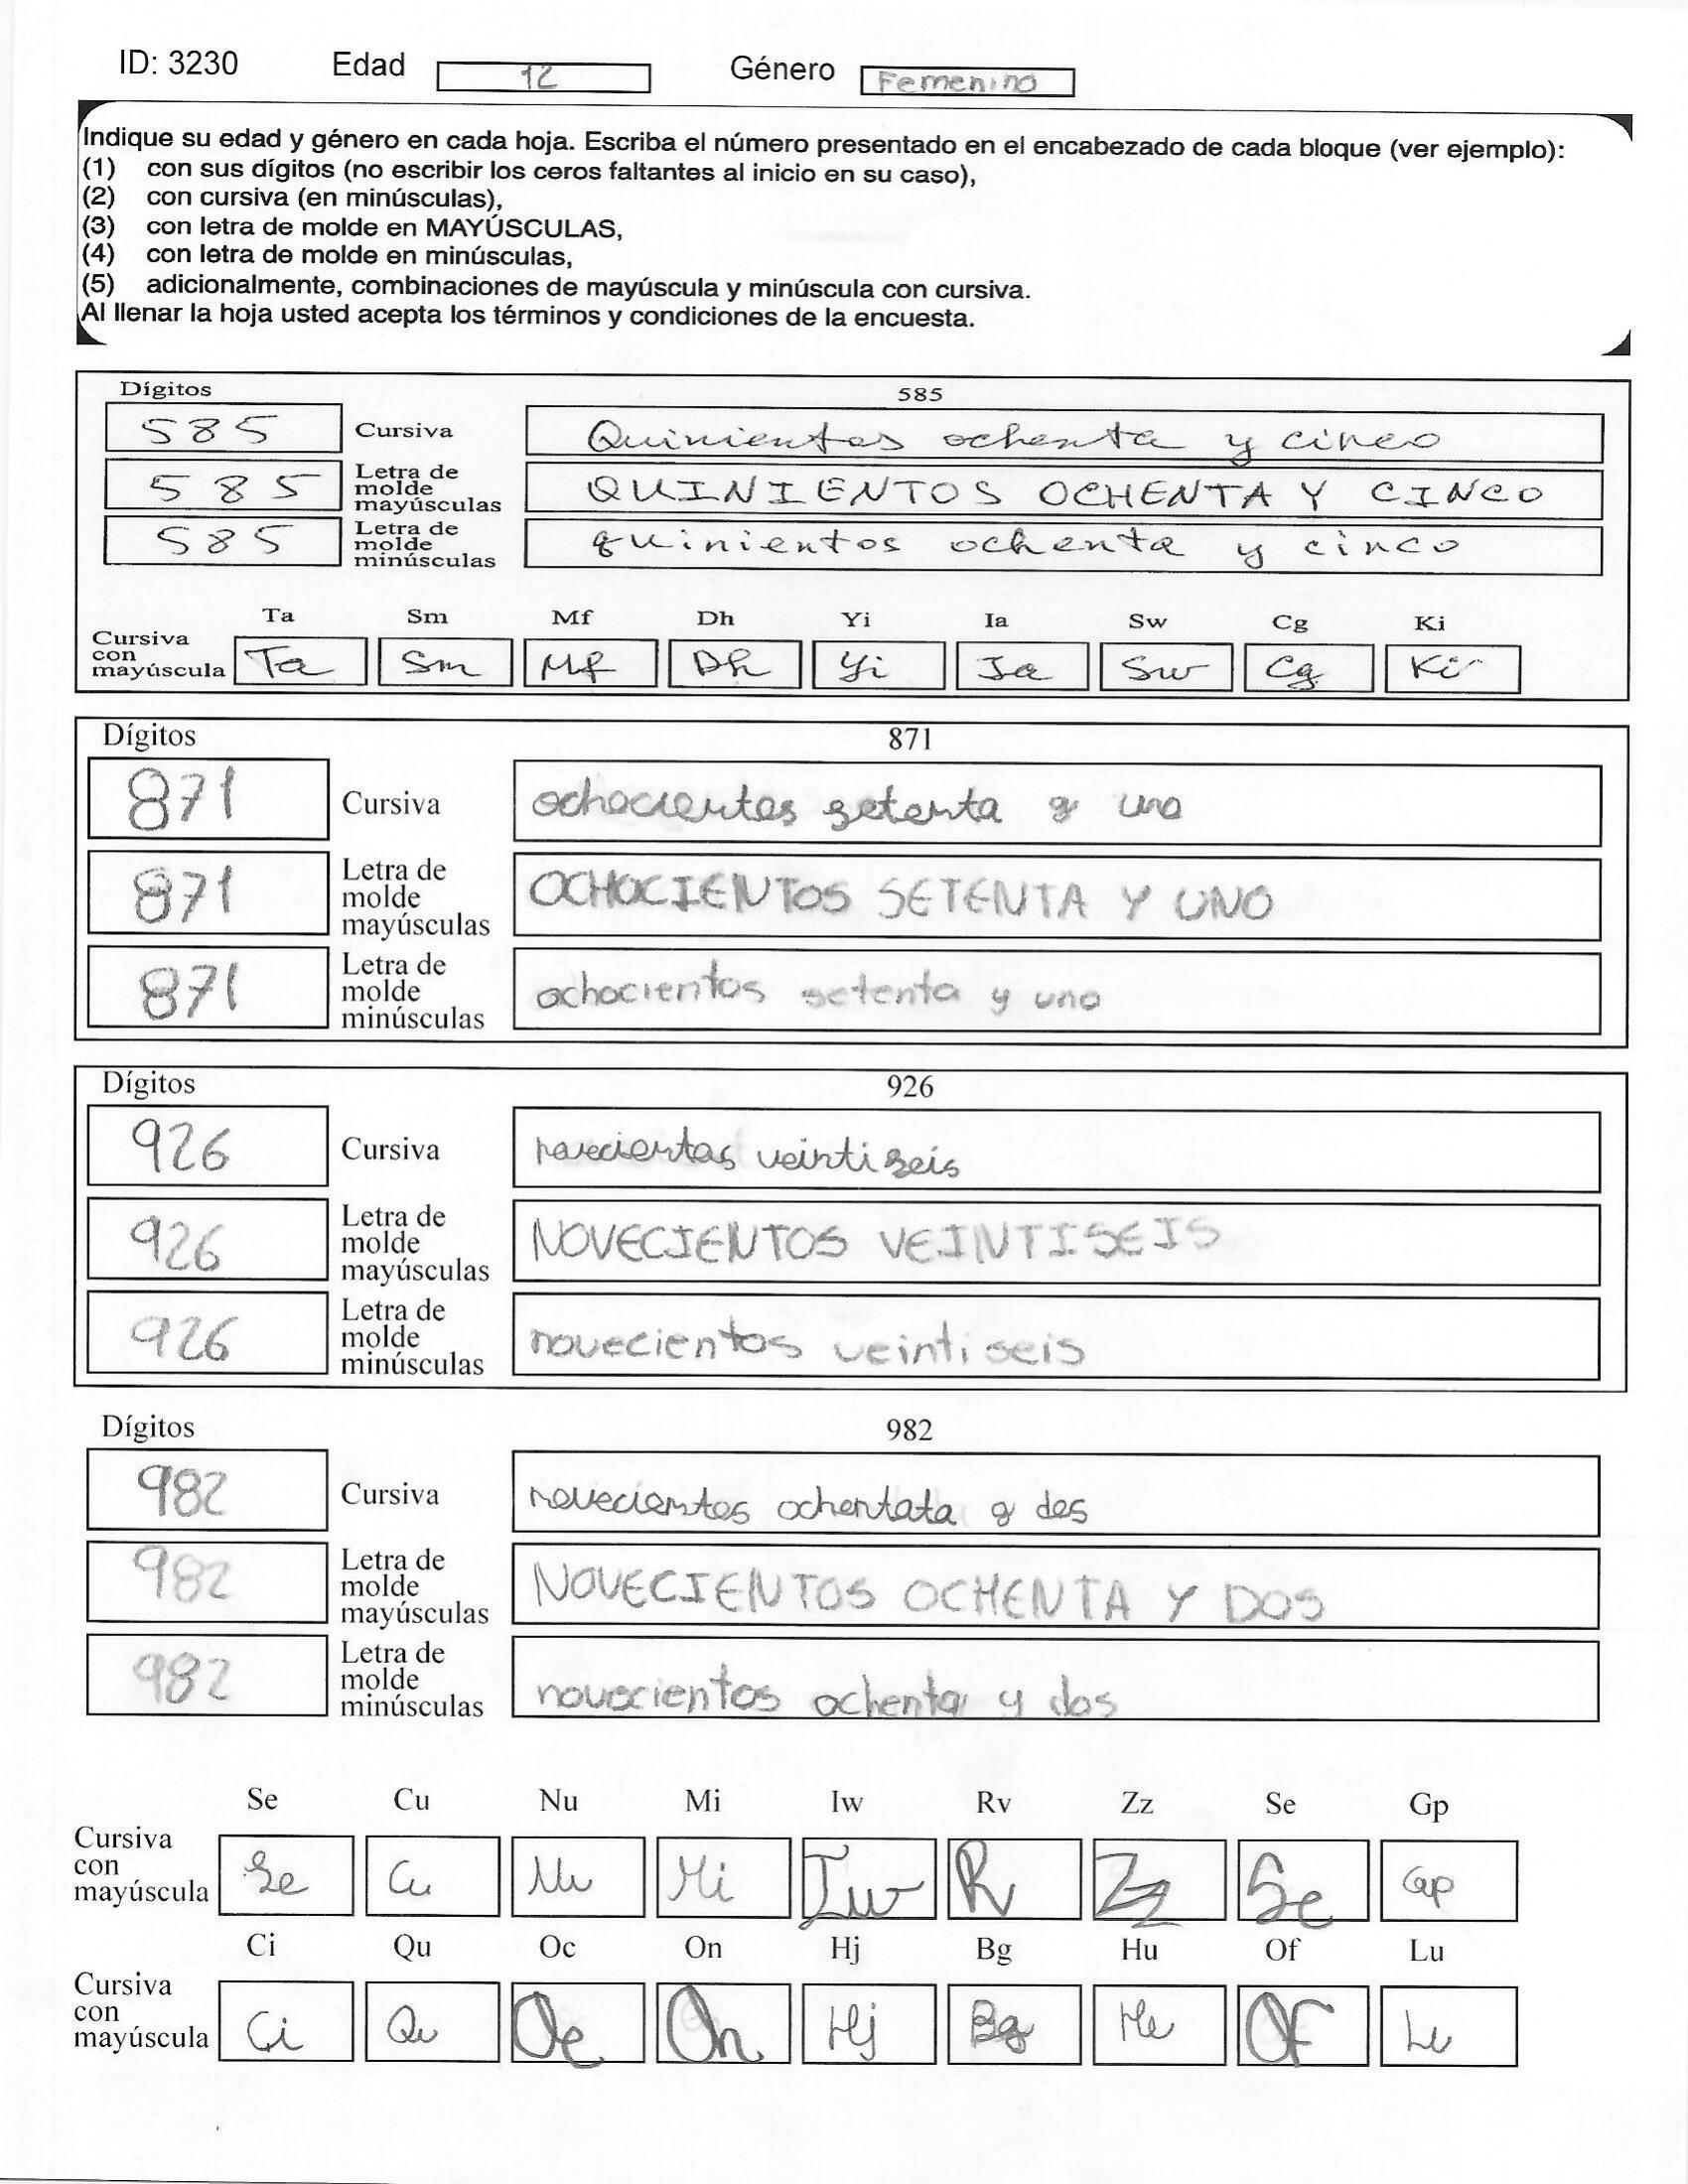 ID: 3230 Edad 12 Género Femenino
Indique su edad y género en cada hoja. Escriba el número presentado en el encabezado de cada bloque (ver ejemplo):
(1) con sus dígitos (no escribir los ceros faltantes al inicio en su caso),
(2) con cursiva (en minúsculas),
(3) con letra de molde en MAYÚSCULAS,
(4) con letra de molde en minúsculas,
(5) adicionalmente, combinaciones de mayúscula y minúscula con cursiva.
Al llenar la hoja usted acepta los términos y condiciones de la encuesta.
Dígitos 585
585 Cursiva Quinientos ochenta y cinco
585 Letra de molde mayúsculas QUINIENTOS OCHENTA Y CINCO
585 Letra de molde minúsculas quinientos ochenta y cinco
Ta Sm Mf Dh Yi Ia Sw Cg Ki
Cursiva con mayúscula Ta Sm Mf Dh Yi Ia Sw Cg Ki
Dígitos 871
871 Cursiva ochocientos setenta y uno
871 Letra de molde mayúsculas OCHOCIENTOS SETENTA Y UNO
871 Letra de molde minúsculas ochocientos setenta y uno
Dígitos 926
926 Cursiva novecientos veintiseis
926 Letra de molde mayúsculas NOVECIENTOS VEINTISEIS
926 Letra de molde minúsculas novecientos veintiseis
Dígitos 982
982 Cursiva novecientos ochentata y dos
982 Letra de molde mayúsculas NOVECIENTOS OCHENTA Y DOS
982 Letra de molde minúsculas novecientos ochenta y dos
Se Cu Nu Mi Iw Rv Zz Se Gp
Cursiva con mayúscula Se Cu Nu Mi Iw Rv Zz Se Gp
Ci Qu Oc On Hj Bg Hu Of Lu
Cursiva con mayúscula Ci Qu Oc On Hj Bg Hu Of Lu